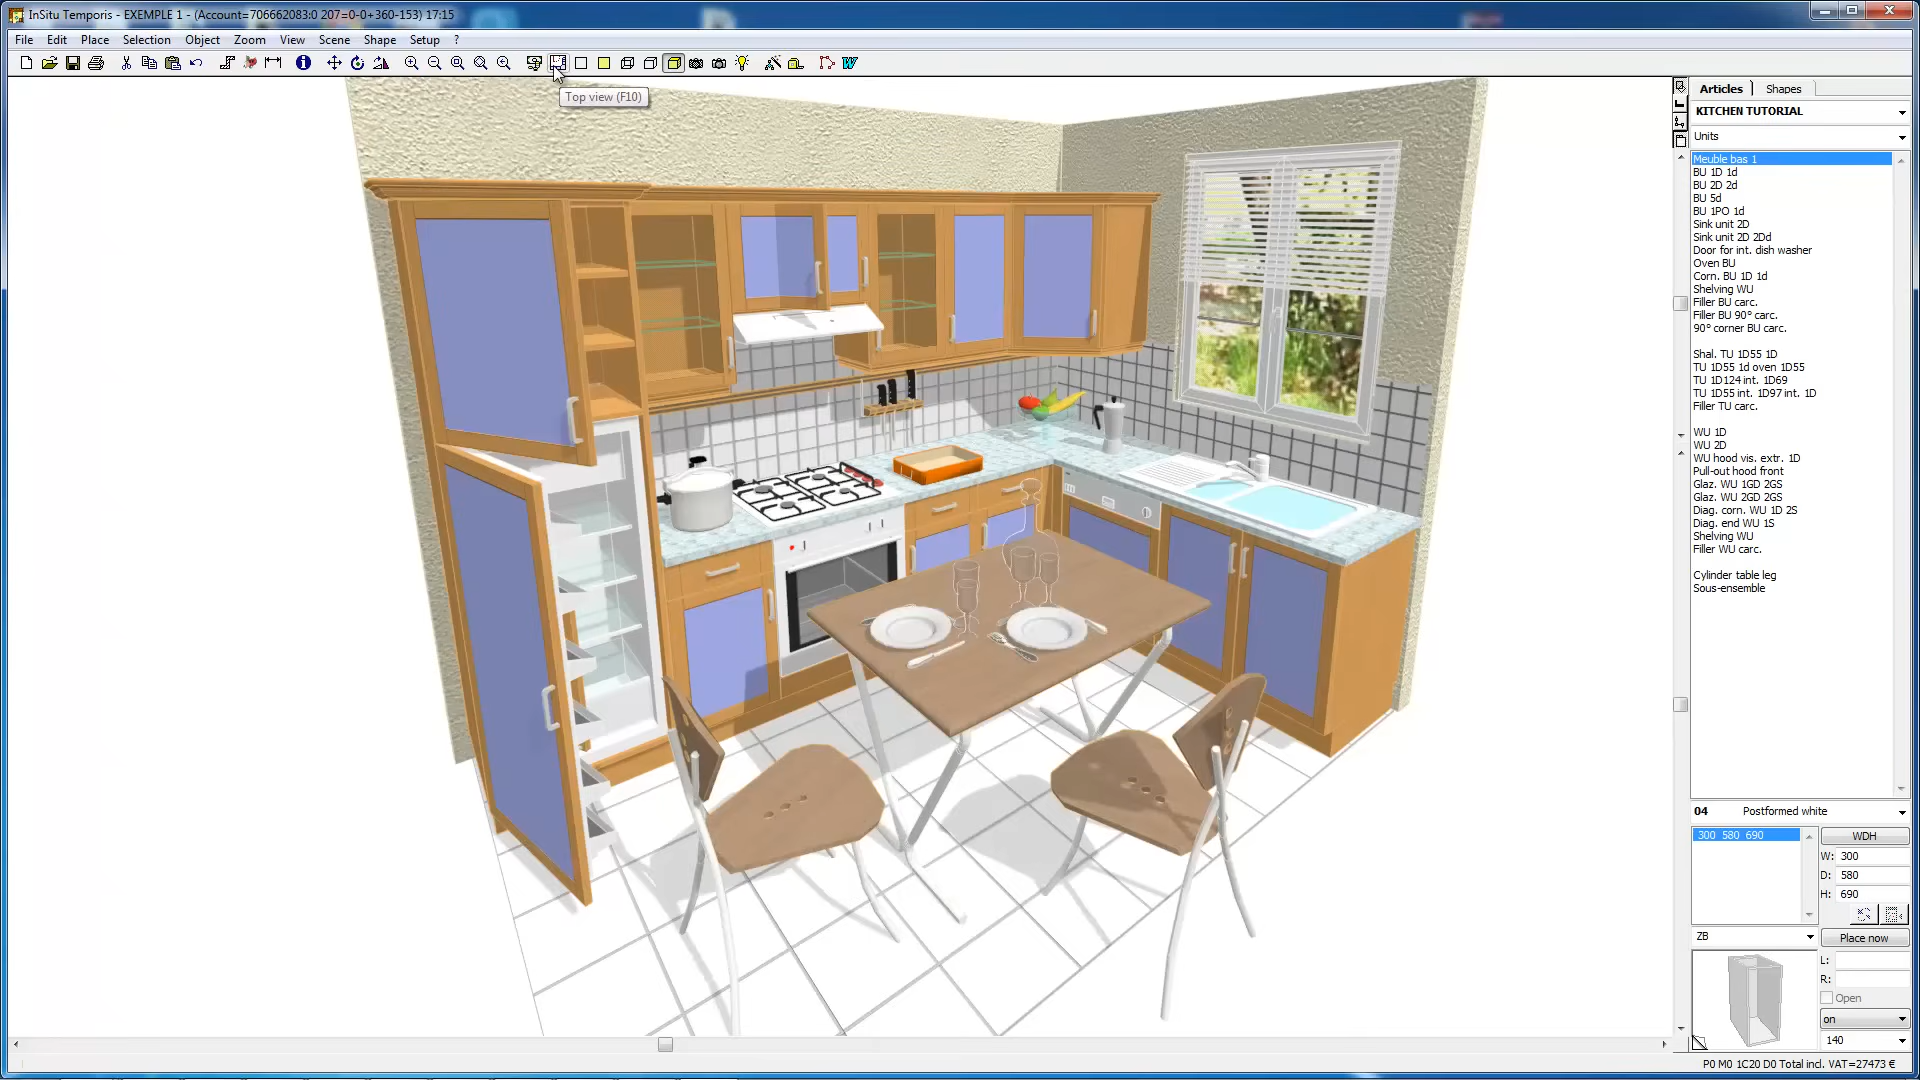 InSitu Temporis - EXEMPLE 1 - (Account=706662083:0 207=0-0+360-153) 17:15
File Edit Place Selection Object Zoom View Scene Shape Setup ?
Top view (F10)
Articles Shapes
KITCHEN TUTORIAL
Units
Meuble bas 1
BU 1D 1d
BU 2D 2d
BU 5d
BU 1PO 1d
Sink unit 2D
Sink unit 2D 2Dd
Door for int. dish washer
Oven BU
Corn. BU 1D 1d
Shelving WU
Filler BU carc.
Filler BU 90° carc.
90° corner BU carc.
Shal. TU 1D55 1D
TU 1D55 1d oven 1D55
TU 1D124 int. 1D69
TU 1D55 int. 1D97 int. 1D
Filler TU carc.
WU 1D
WU 2D
WU hood vis. extr. 1D
Pull-out hood front
Glaz. WU 1GD 2GS
Glaz. WU 2GD 2GS
Diag. corn. WU 1D 2S
Diag. end WU 1S
Shelving WU
Filler WU carc.
Cylinder table leg
Sous-ensemble
04 Postformed white
300 580 690
WDH
W: 300
D: 580
H: 690
ZB
Place now
L:
R:
Open
on
140
P0 M0 1C20 D0 Total incl. VAT=27473 €